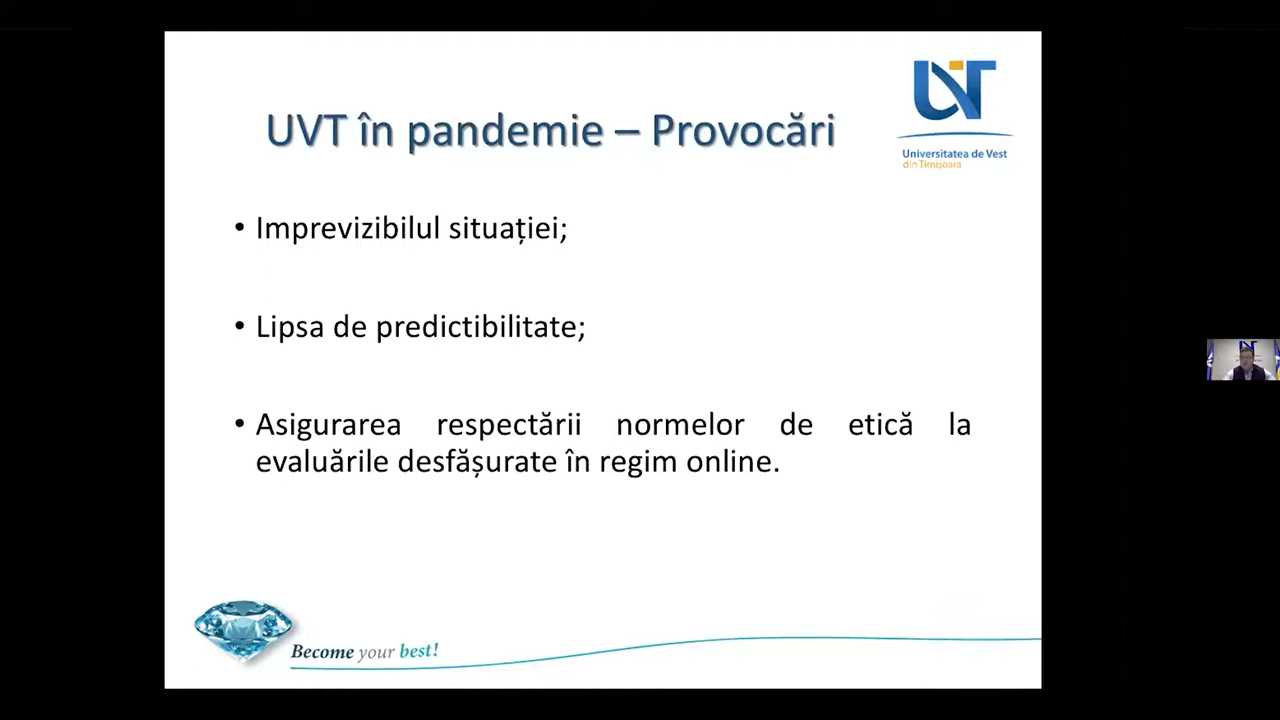 UVT în pandemie – Provocări
UVT
Universitatea de Vest
din Timișoara
• Imprevizibilul situației;
• Lipsa de predictibilitate;
• Asigurarea respectării normelor de etică la
evaluările desfășurate în regim online.
Become your best!